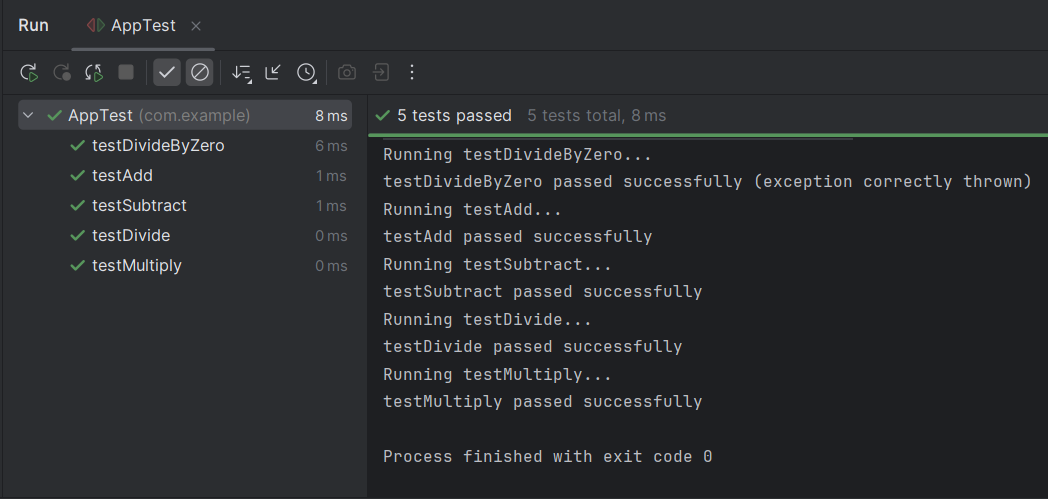 Run AppTest
AppTest (com.example) 8 ms
testDivideByZero 6 ms
testAdd 1 ms
testSubtract 1 ms
testDivide 0 ms
testMultiply 0 ms
5 tests passed 5 tests total, 8 ms
Running testDivideByZero...
testDivideByZero passed successfully (exception correctly thrown)
Running testAdd...
testAdd passed successfully
Running testSubtract...
testSubtract passed successfully
Running testDivide...
testDivide passed successfully
Running testMultiply...
testMultiply passed successfully
Process finished with exit code 0